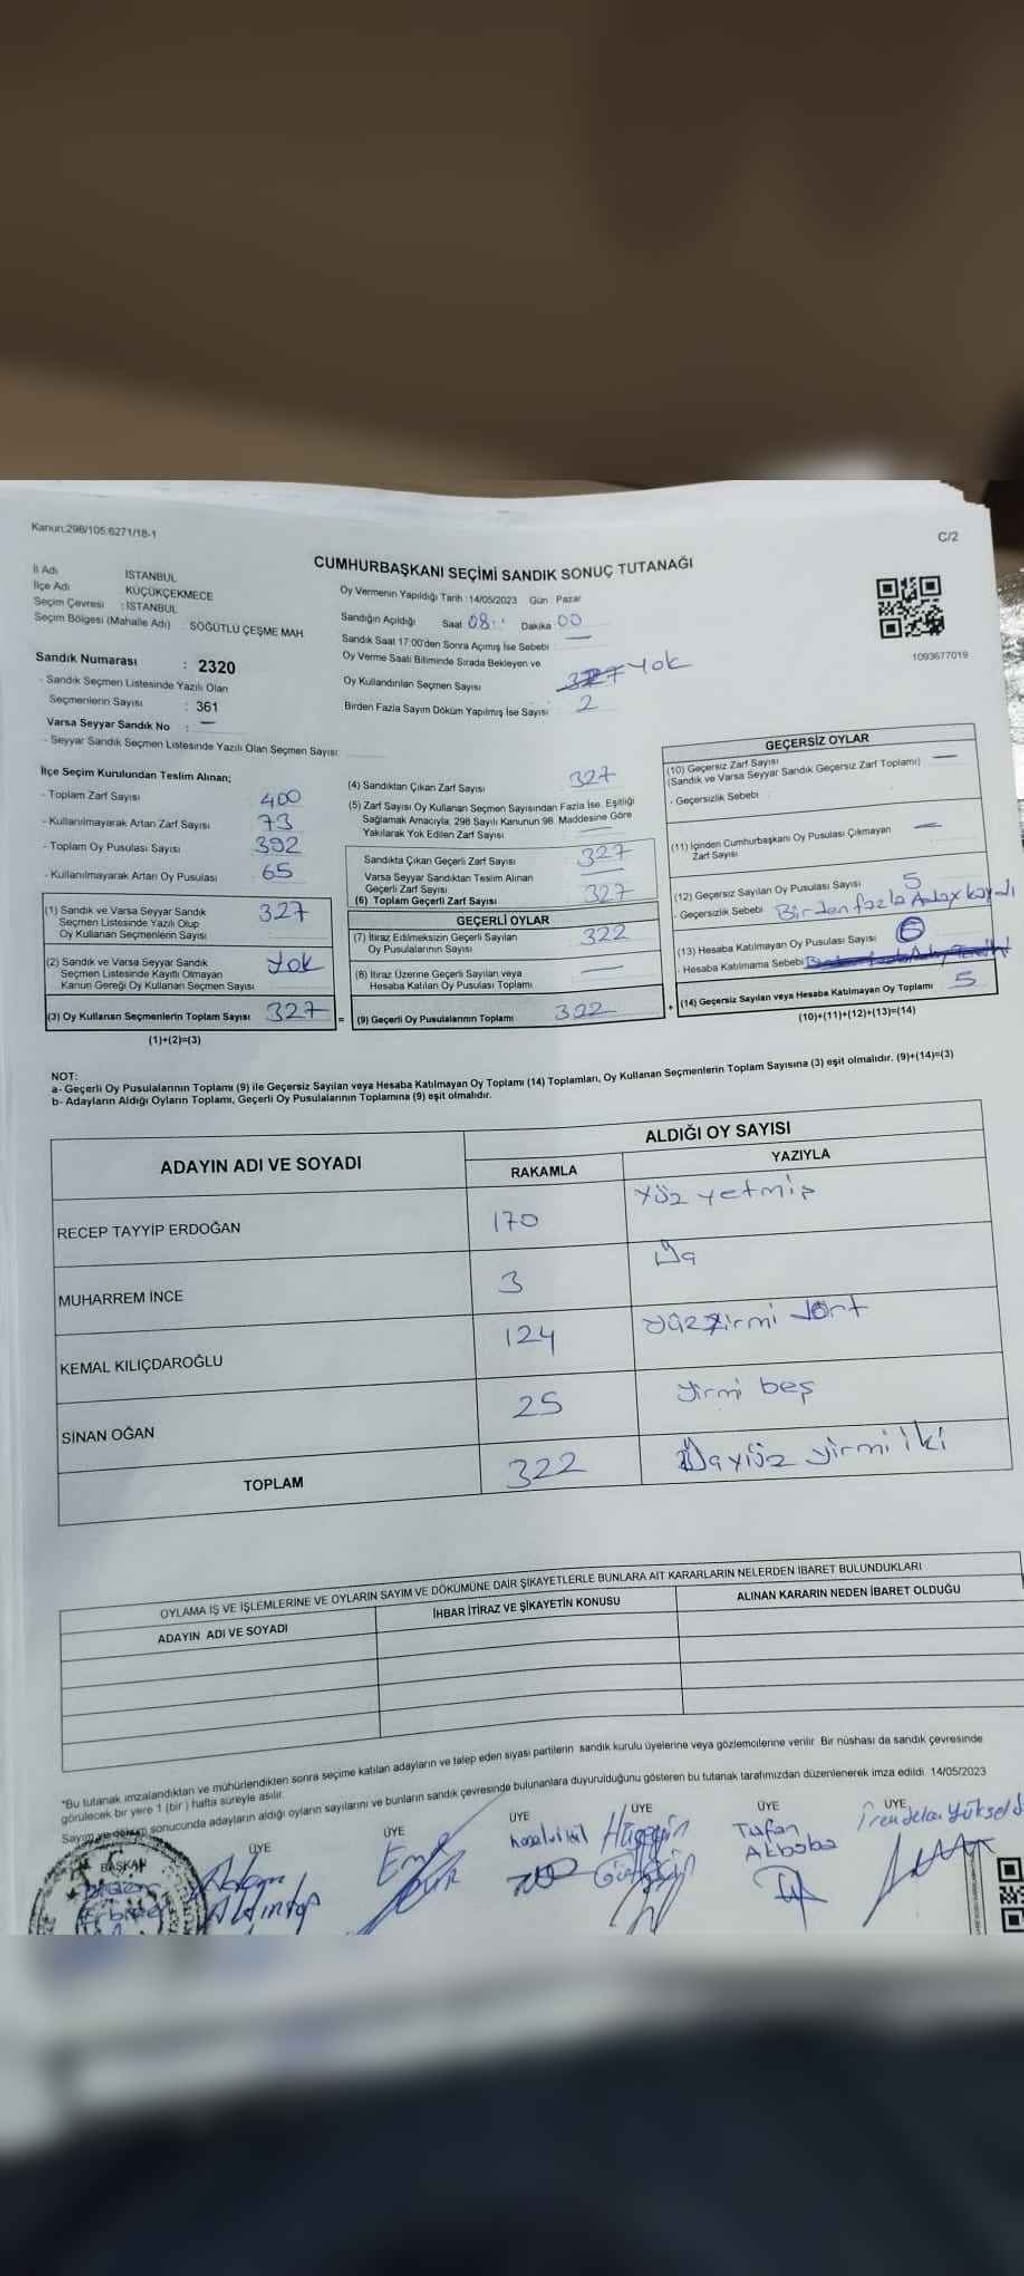 Kanun:298/105;6271/18-1
C/2
CUMHURBAŞKANI SEÇİMİ SANDIK SONUÇ TUTANAĞI
İl Adı İSTANBUL
İlçe Adı KÜÇÜKÇEKMECE
Seçim Çevresi : İSTANBUL
Seçim Bölgesi (Mahalle Adı) : SÖĞÜTLÜ ÇEŞME MAH
Sandık Numarası : 2320
- Sandık Seçmen Listesinde Yazılı Olan
Seçmenlerin Sayısı : 361
Varsa Seyyar Sandık No : —
- Seyyar Sandık Seçmen Listesinde Yazılı Olan Seçmen Sayısı:
Oy Vermenin Yapıldığı Tarih : 14/05/2023 Gün : Pazar
Sandığın Açıldığı Saat 08 Dakika 00
Sandık Saat 17:00'den Sonra Açılmış İse Sebebi —
Oy Verme Saati Bitiminde Sırada Bekleyen ve
Oy Kullandırılan Seçmen Sayısı 327 Yok
Birden Fazla Sayım Döküm Yapılmış İse Sayısı 2
1093677019
İlçe Seçim Kurulundan Teslim Alınan;
- Toplam Zarf Sayısı 400
- Kullanılmayarak Artan Zarf Sayısı 73
- Toplam Oy Pusulası Sayısı 392
- Kullanılmayarak Artan Oy Pusulası 65
(1) Sandık ve Varsa Seyyar Sandık
Seçmen Listesinde Yazılı Olup
Oy Kullanan Seçmenlerin Sayısı 327
(2) Sandık ve Varsa Seyyar Sandık
Seçmen Listesinde Kayıtlı Olmayan
Kanun Gereği Oy Kullanan Seçmen Sayısı Yok
(3) Oy Kullanan Seçmenlerin Toplam Sayısı 327
(1)+(2)=(3)
(4) Sandıktan Çıkan Zarf Sayısı 327
(5) Zarf Sayısı Oy Kullanan Seçmen Sayısından Fazla İse, Eşitliği
Sağlamak Amacıyla, 298 Sayılı Kanunun 98. Maddesine Göre
Yakılarak Yok Edilen Zarf Sayısı —
Sandıkta Çıkan Geçerli Zarf Sayısı 327
Varsa Seyyar Sandıktan Teslim Alınan
Geçerli Zarf Sayısı —
(6) Toplam Geçerli Zarf Sayısı 327
GEÇERLİ OYLAR
(7) İtiraz Edilmeksizin Geçerli Sayılan
Oy Pusulalarının Sayısı 322
(8) İtiraz Üzerine Geçerli Sayılan veya
Hesaba Katılan Oy Pusulası Toplamı —
= (9) Geçerli Oy Pusulalarının Toplamı 322
GEÇERSİZ OYLAR
(10) Geçersiz Zarf Sayısı —
(Sandık ve Varsa Seyyar Sandık Geçersiz Zarf Toplamı)
- Geçersizlik Sebebi
(11) İçinden Cumhurbaşkanı Oy Pusulası Çıkmayan
Zarf Sayısı —
(12) Geçersiz Sayılan Oy Pusulası Sayısı 5
- Geçersizlik Sebebi Birden fazla
(13) Hesaba Katılmayan Oy Pusulası Sayısı
- Hesaba Katılmama Sebebi
+ (14) Geçersiz Sayılan veya Hesaba Katılmayan Oy Toplamı 5
(10)+(11)+(12)+(13)=(14)
NOT:
a- Geçerli Oy Pusulalarının Toplamı (9) ile Geçersiz Sayılan veya Hesaba Katılmayan Oy Toplamı (14) Toplamları, Oy Kullanan Seçmenlerin Toplam Sayısına (3) eşit olmalıdır. (9)+(14)=(3)
b- Adayların Aldığı Oyların Toplamı, Geçerli Oy Pusulalarının Toplamına (9) eşit olmalıdır.
ADAYIN ADI VE SOYADI ALDIĞI OY SAYISI
RAKAMLA YAZIYLA
RECEP TAYYİP ERDOĞAN 170 Yüz yetmiş
MUHARREM İNCE 3 Üç
KEMAL KILIÇDAROĞLU 124 Yüzyirmi dört
SİNAN OĞAN 25 Yirmi beş
TOPLAM 322 Üçyüz yirmi iki
OYLAMA İŞ VE İŞLEMLERİNE VE OYLARIN SAYIM VE DÖKÜMÜNE DAİR ŞİKAYETLERLE BUNLARA AİT KARARLARIN NELERDEN İBARET BULUNDUKLARI
ADAYIN ADI VE SOYADI İHBAR İTİRAZ VE ŞİKAYETİN KONUSU ALINAN KARARIN NEDEN İBARET OLDUĞU
*Bu tutanak imzalandıktan ve mühürlendikten sonra seçime katılan adayların ve talep eden siyasi partilerin sandık kurulu üyelerine veya gözlemcilerine verilir. Bir nüshası da sandık çevresinde
görülecek bir yere 1 (bir) hafta süreyle asılır.
Sayım ve döküm sonucunda adayların aldığı oyların sayılarını ve bunların sandık çevresinde bulunanlara duyurulduğunu gösteren bu tutanak tarafımızdan düzenlenerek imza edildi. 14/05/2023
BAŞKAN ÜYE ÜYE ÜYE ÜYE ÜYE ÜYE
Adem Altıntop
Hüseyin
Tufan
Akbaba
Yüksel